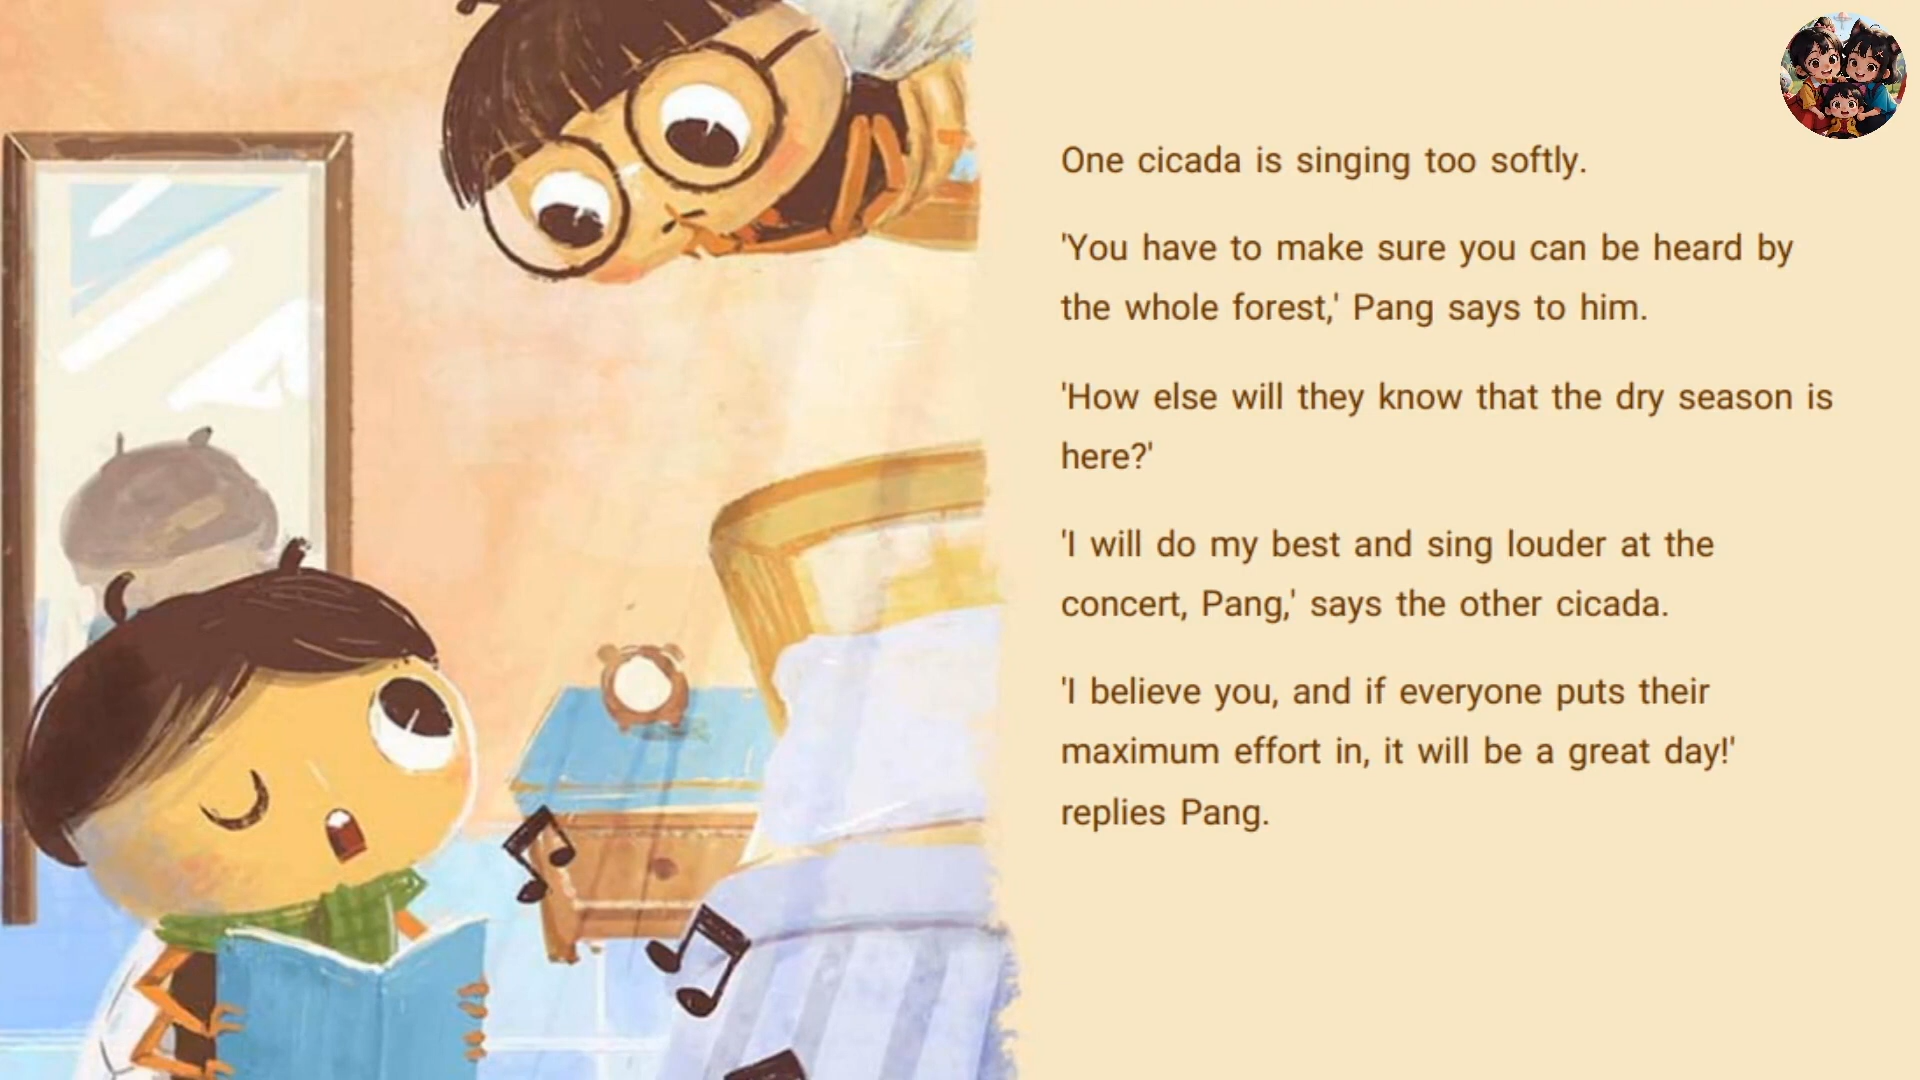 One cicada is singing too softly.
'You have to make sure you can be heard by
the whole forest,' Pang says to him.
'How else will they know that the dry season is
here?'
'I will do my best and sing louder at the
concert, Pang,' says the other cicada.
'I believe you, and if everyone puts their
maximum effort in, it will be a great day!'
replies Pang.